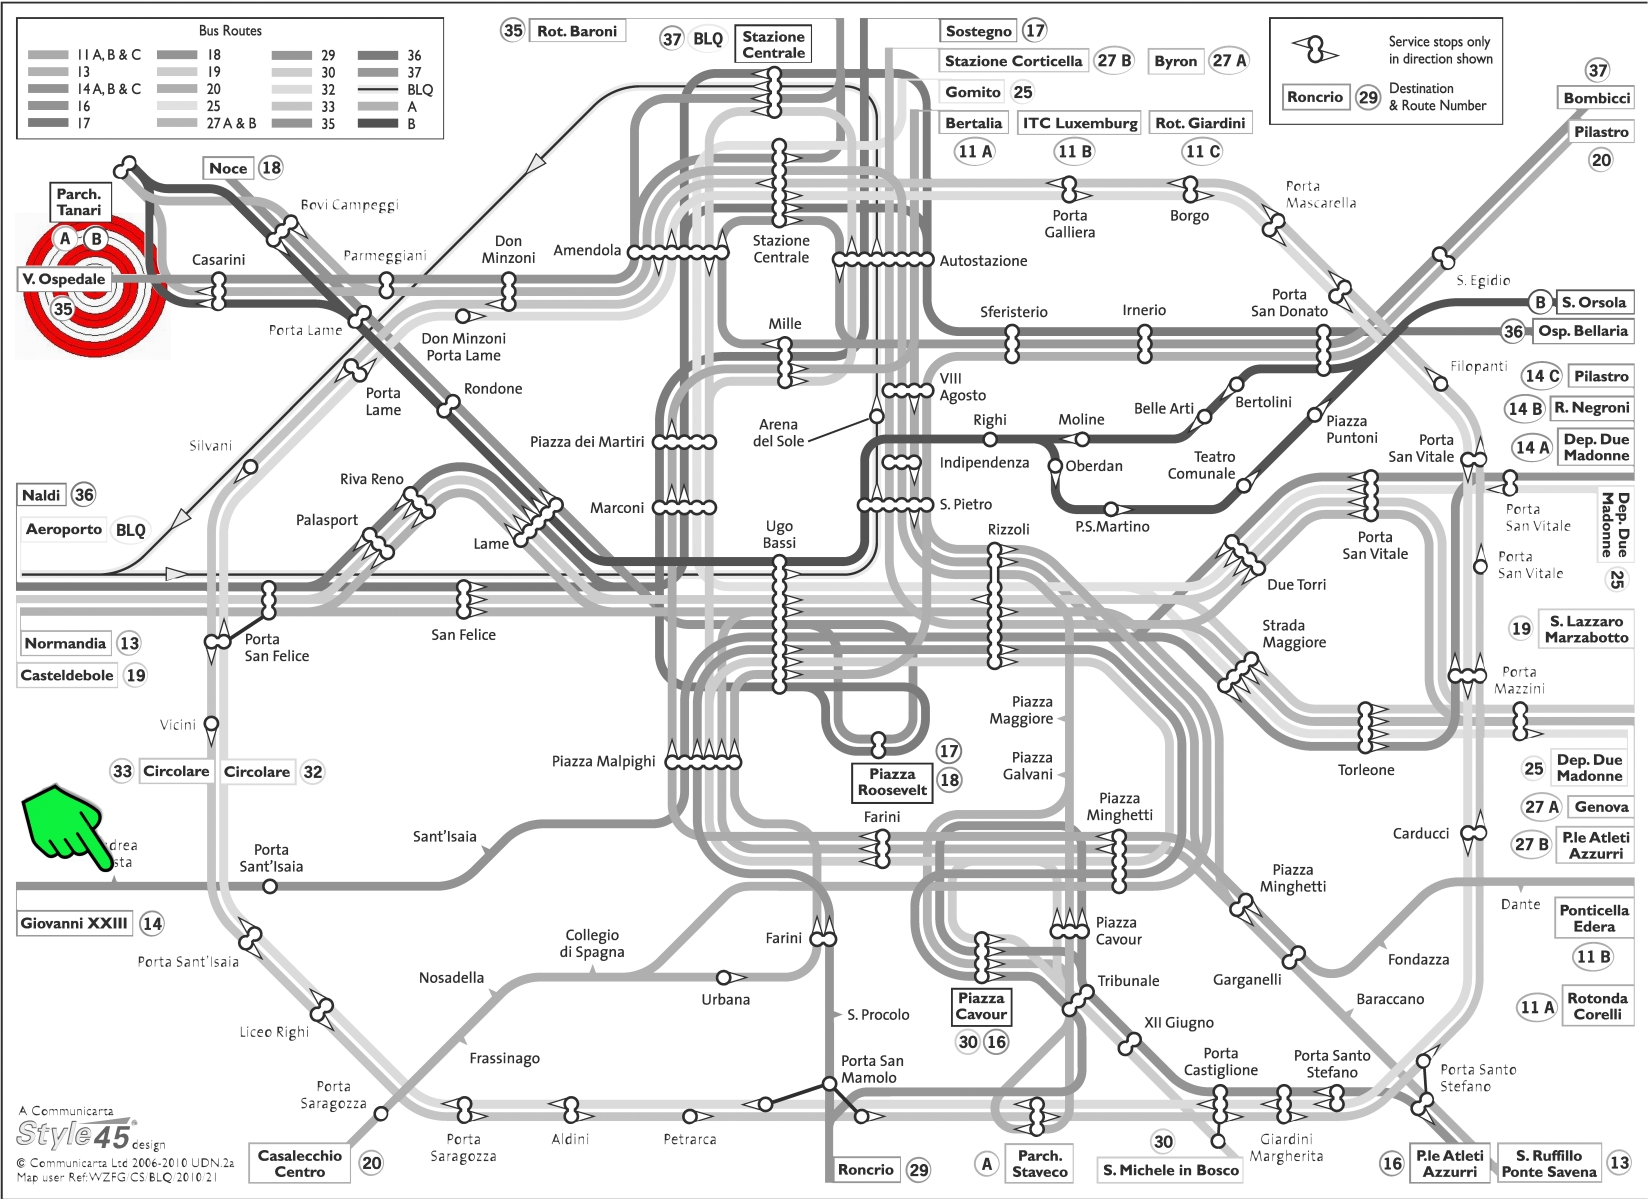 Bus Routes
11A, B & C
13
14A, B & C
16
17
18
19
20
25
27A & B
29
30
32
33
35
36
37
BLQ
A
B
35 Rot. Baroni
37 BLQ
Stazione
Centrale
Sostegno 17
Stazione Corticella 27 B
Byron 27 A
Gomito 25
Bertalia
11 A
ITC Luxemburg
11 B
Rot. Giardini
11 C
Service stops only
in direction shown
Roncrio 29
Destination
& Route Number
37
Bombicci
Pilastro
20
Noce 18
Parch.
Tanari
A B
V. Ospedale
35
Bovi Campeggi
Casarini
Parmeggiani
Don
Minzoni
Amendola
Stazione
Centrale
Autostazione
Porta
Galliera
Borgo
Porta
Mascarella
S. Egidio
Porta Lame
Don Minzoni
Porta Lame
Mille
Sferisterio
Irnerio
Porta
San Donato
B S. Orsola
36 Osp. Bellaria
Filopanti
14 C Pilastro
14 B R. Negroni
14 A Dep. Due
Madonne
Porta
Lame
Rondone
VIII
Agosto
Arena
del Sole
Righi
Moline
Belle Arti
Bertolini
Piazza
Puntoni
Porta
San Vitale
Silvani
Piazza dei Martiri
Indipendenza
Oberdan
Teatro
Comunale
Naldi 36
Riva Reno
Palasport
Marconi
S. Pietro
P.S.Martino
Porta
San Vitale
Porta
San Vitale
Dep. Due
Madonne
25
Aeroporto BLQ
Lame
Ugo
Bassi
Rizzoli
Due Torri
Porta
San Vitale
Normandia 13
Casteldebole 19
Porta
San Felice
San Felice
Strada
Maggiore
19 S. Lazzaro
Marzabotto
Porta
Mazzini
Vicini
33 Circolare
Circolare 32
Piazza Malpighi
Piazza
Roosevelt
17
18
Piazza
Maggiore
Piazza
Galvani
Torleone
25 Dep. Due
Madonne
27 A Genova
27 B P.le Atleti
Azzurri
Carducci
drea
sta
Porta
Sant'Isaia
Sant'Isaia
Farini
Piazza
Minghetti
Piazza
Minghetti
Giovanni XXIII 14
Porta Sant'Isaia
Collegio
di Spagna
Farini
Piazza
Cavour
Garganelli
Fondazza
Dante
Ponticella
Edera
11 B
Nosadella
Urbana
Tribunale
Baraccano
11 A Rotonda
Corelli
Liceo Righi
Frassinago
S. Procolo
Piazza
Cavour
30 16
XII Giugno
Porta
Saragozza
Porta San
Mamolo
Porta
Castiglione
Porta Santo
Stefano
Porta Santo
Stefano
Porta
Saragozza
Aldini
Petrarca
Giardini
Margherita
Casalecchio
Centro
20
Roncrio 29
A Parch.
Staveco
30
S. Michele in Bosco
16 P.le Atleti
Azzurri
S. Ruffillo
Ponte Savena
13
A Communicarta
Style 45 design
© Communicarta Ltd 2006-2010 UDN.2a
Map user Ref:WZFG/CS/BLQ/2010/21